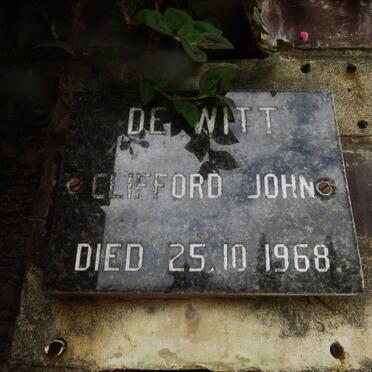 DE WITT
CLIFFORD JOHN
DIED 25.10 1968.